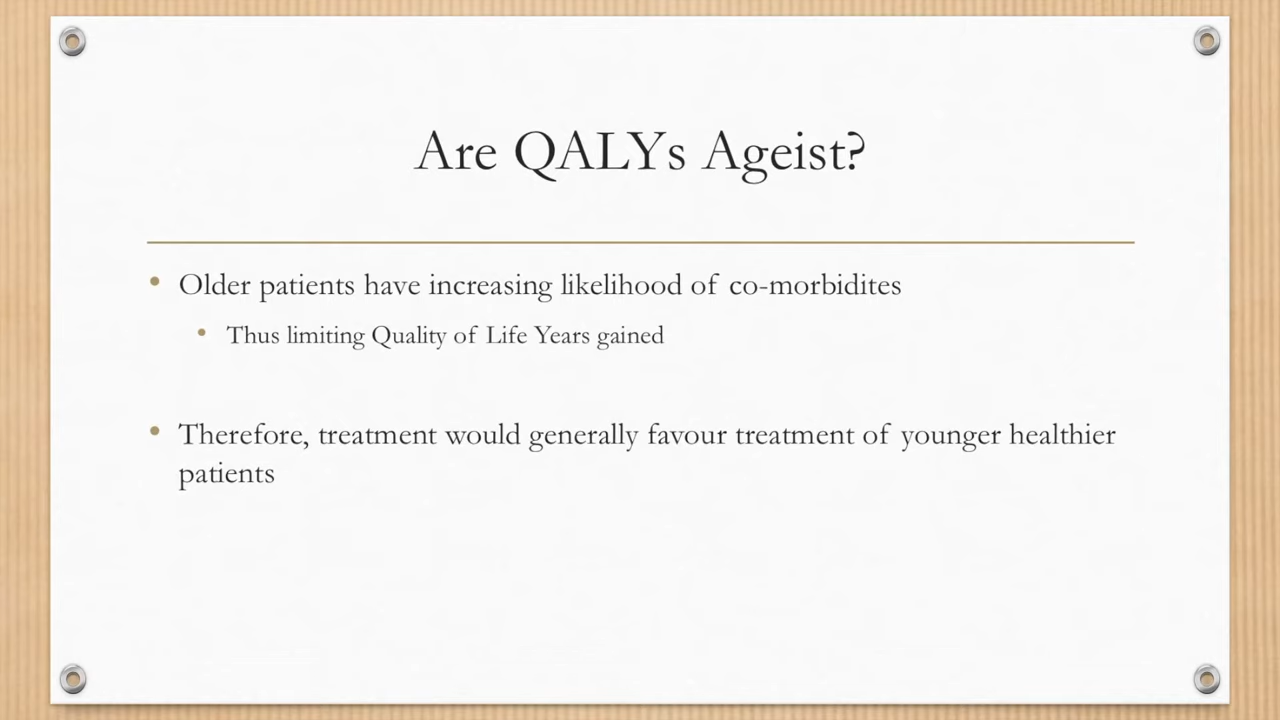 Are QALYs Ageist?
• Older patients have increasing likelihood of co-morbidites
• Thus limiting Quality of Life Years gained
• Therefore, treatment would generally favour treatment of younger healthier
patients